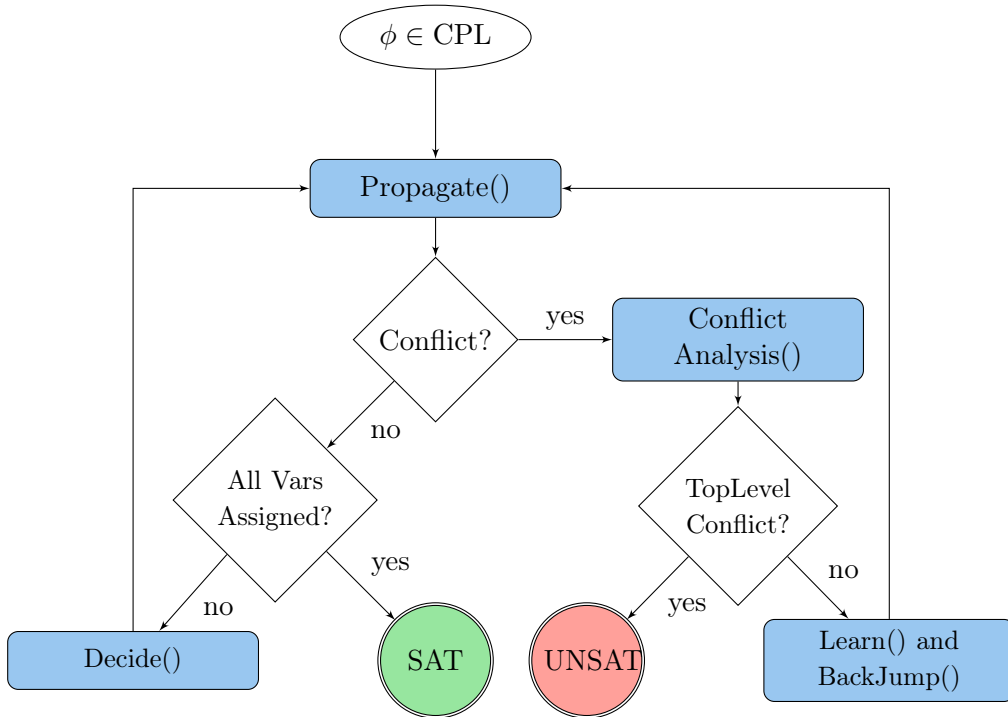 ϕ ∈ CPL
Propagate()
Conflict?
yes
Conflict
Analysis()
no
All Vars
Assigned?
TopLevel
Conflict?
yes
no
no
yes
Decide()
SAT
UNSAT
Learn() and
BackJump()